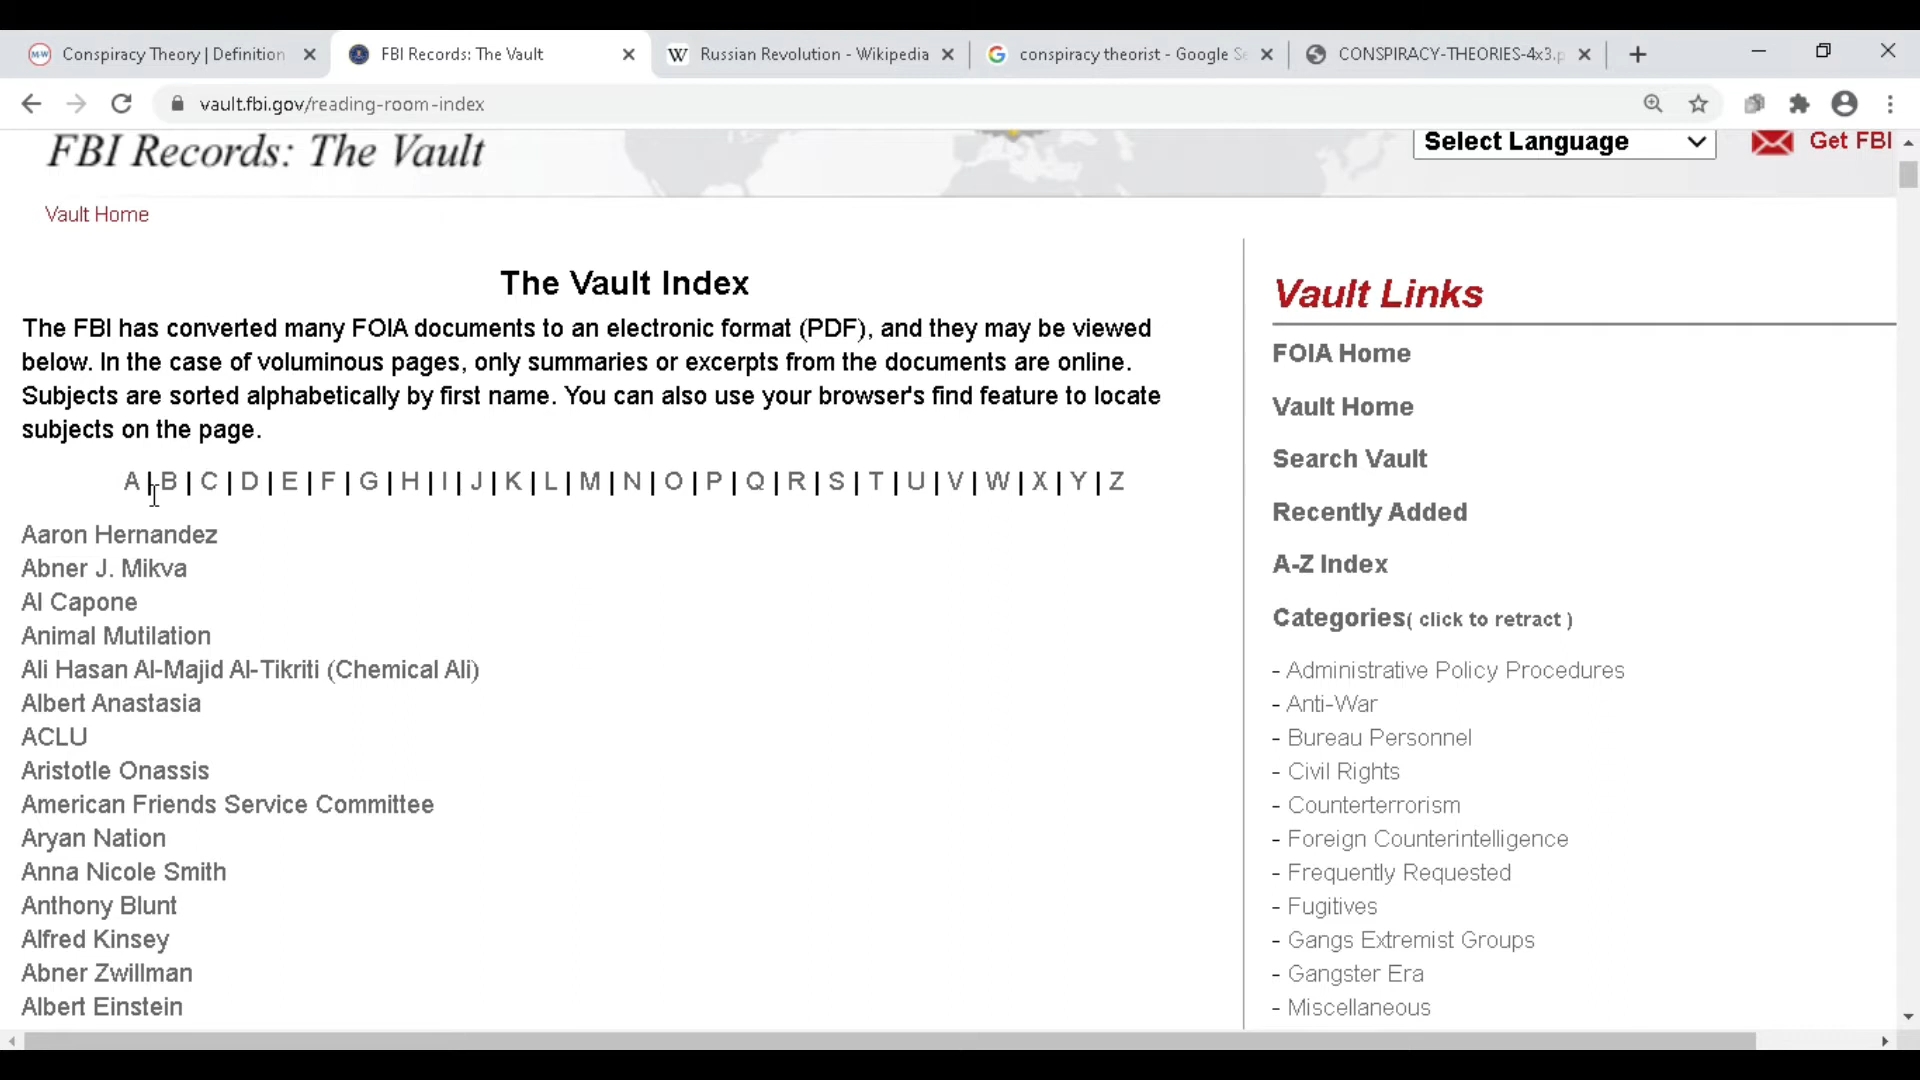 Conspiracy Theory | Definition
FBI Records: The Vault
Russian Revolution - Wikipedia
conspiracy theorist - Google Se
CONSPIRACY-THEORIES-4x3.p
vault.fbi.gov/reading-room-index
FBI Records: The Vault
Select Language
Get FBI
Vault Home
The Vault Index
The FBI has converted many FOIA documents to an electronic format (PDF), and they may be viewed
below. In the case of voluminous pages, only summaries or excerpts from the documents are online.
Subjects are sorted alphabetically by first name. You can also use your browser's find feature to locate
subjects on the page.
A | B | C | D | E | F | G | H | I | J | K | L | M | N | O | P | Q | R | S | T | U | V | W | X | Y | Z
Aaron Hernandez
Abner J. Mikva
Al Capone
Animal Mutilation
Ali Hasan Al-Majid Al-Tikriti (Chemical Ali)
Albert Anastasia
ACLU
Aristotle Onassis
American Friends Service Committee
Aryan Nation
Anna Nicole Smith
Anthony Blunt
Alfred Kinsey
Abner Zwillman
Albert Einstein
Vault Links
FOIA Home
Vault Home
Search Vault
Recently Added
A-Z Index
Categories( click to retract )
- Administrative Policy Procedures
- Anti-War
- Bureau Personnel
- Civil Rights
- Counterterrorism
- Foreign Counterintelligence
- Frequently Requested
- Fugitives
- Gangs Extremist Groups
- Gangster Era
- Miscellaneous